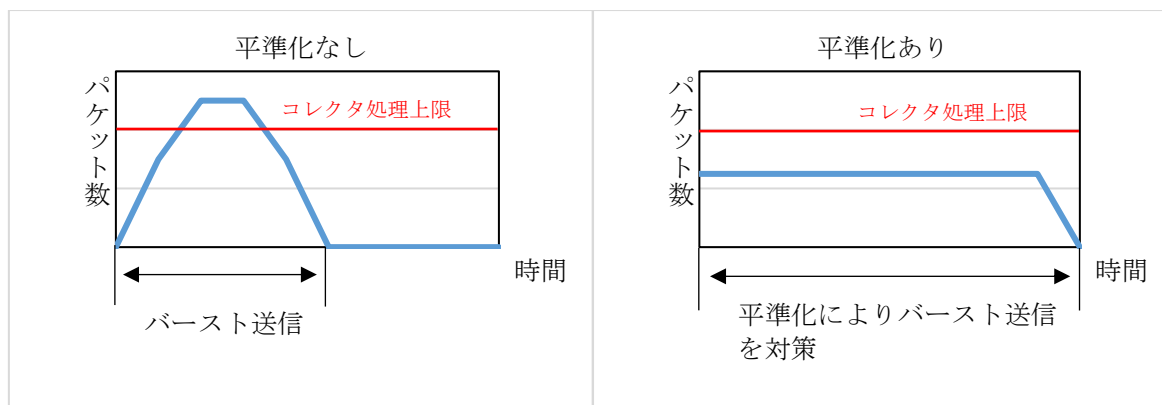 平準化なし
パケット数
コレクタ処理上限
時間
バースト送信
平準化あり
パケット数
コレクタ処理上限
時間
平準化によりバースト送信
を対策